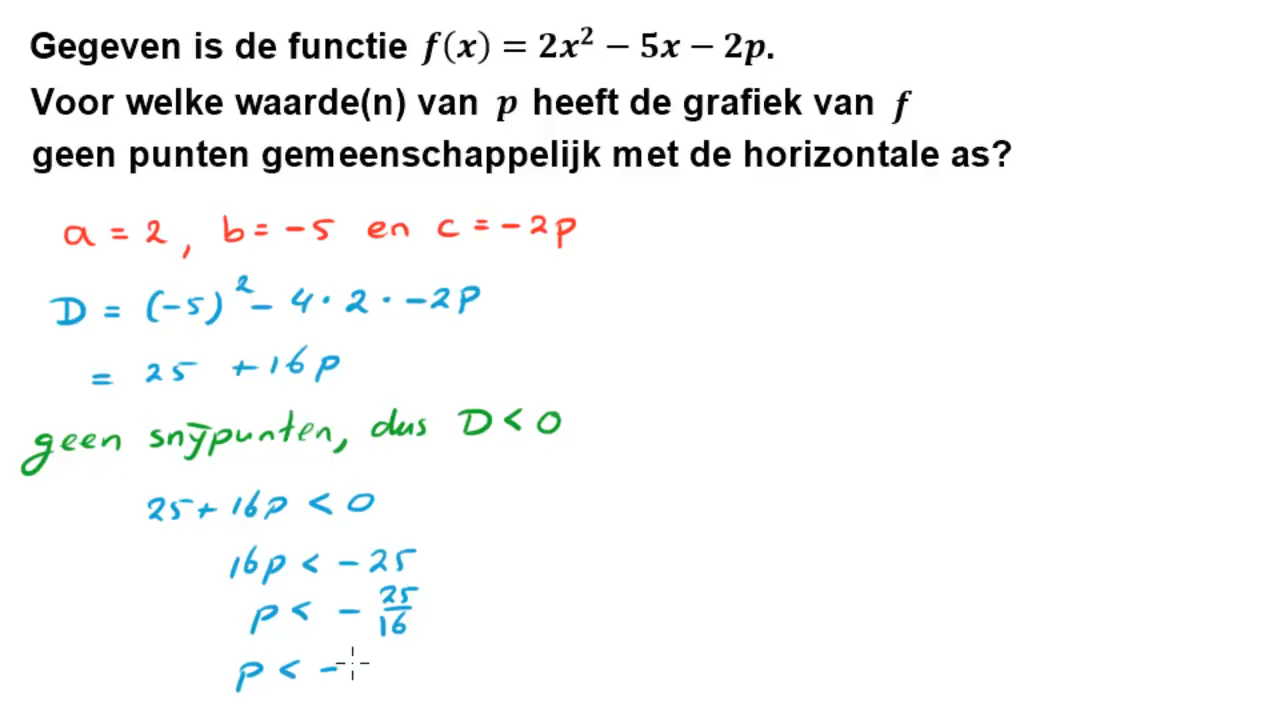 Gegeven is de functie f(x) = 2x² − 5x − 2p.
Voor welke waarde(n) van p heeft de grafiek van f
geen punten gemeenschappelijk met de horizontale as?
a = 2, b = -5 en c = -2p
D = (-5)² - 4 · 2 · -2p
= 25 + 16p
geen snijpunten, dus D < 0
25 + 16p < 0
16p < - 25
p < - 25/16
p < -